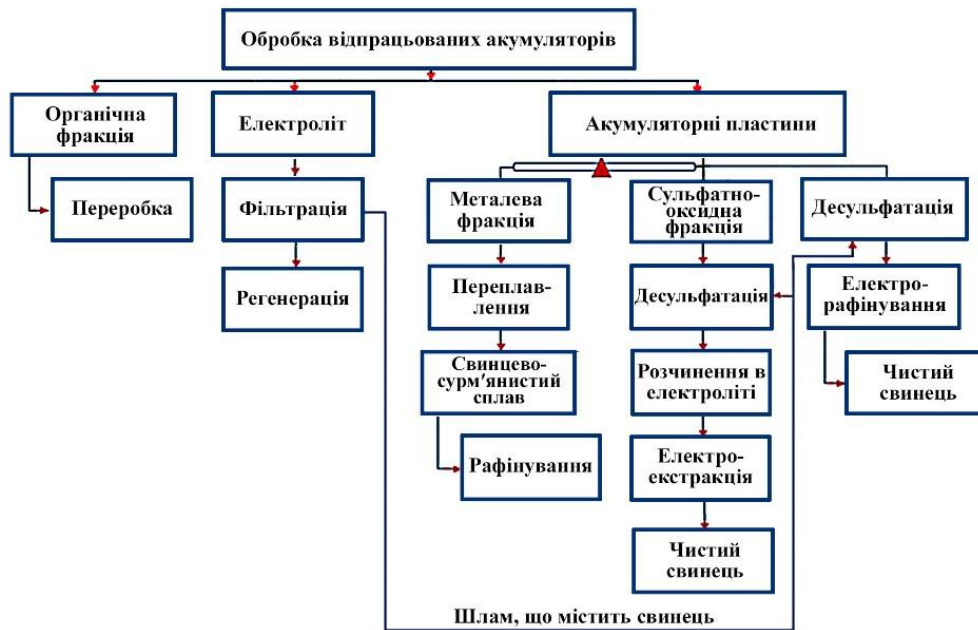 Обробка відпрацьованих акумуляторів
Органічна
фракція
Електроліт
Акумуляторні пластини
Переробка
Фільтрація
Металева
фракція
Сульфатно-
оксидна
фракція
Десульфатація
Регенерація
Переплав-
лення
Десульфатація
Електро-
рафінування
Свинцево-
сурм′янистий
сплав
Розчинення в
електроліті
Чистий
свинець
Рафінування
Електро-
екстракція
Чистий
свинець
Шлам, що містить свинець